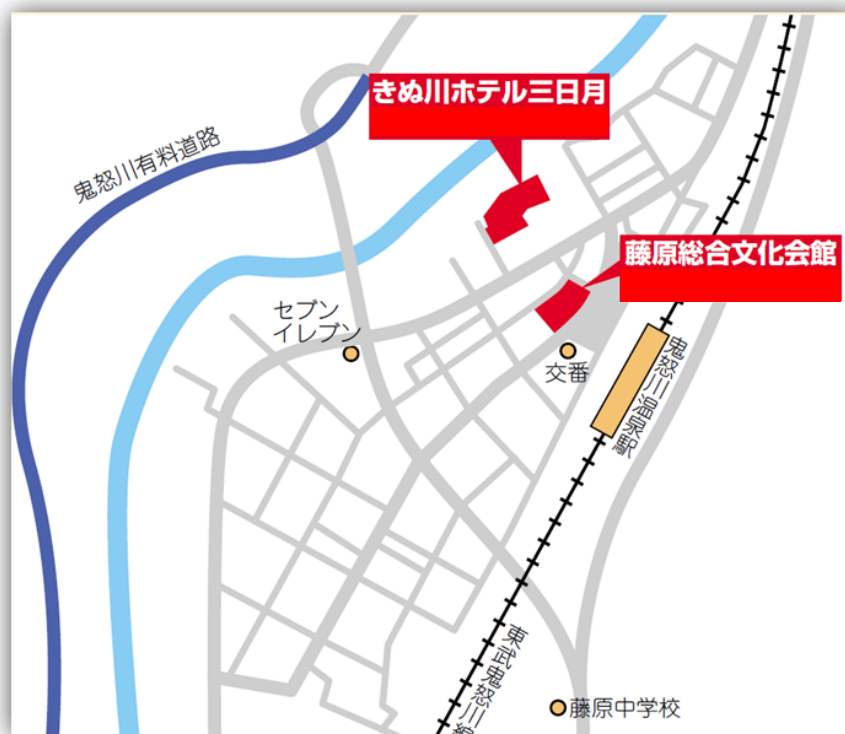 きぬ川ホテル三日月
鬼怒川有料道路
藤原総合文化会館
セブン
イレブン
交番
鬼怒川温泉駅
東武鬼怒川線
藤原中学校